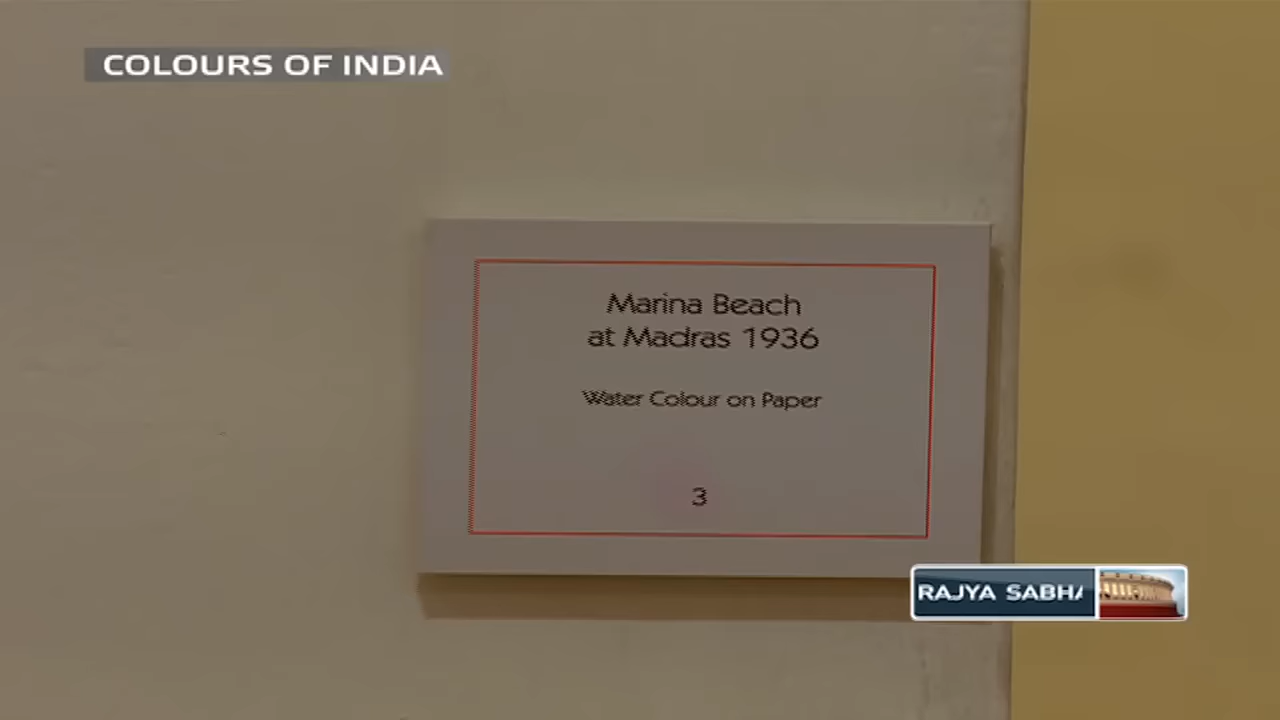 COLOURS OF INDIA
Marina Beach
at Madras 1936
Water Colour on Paper
3
RAJYA SABHA